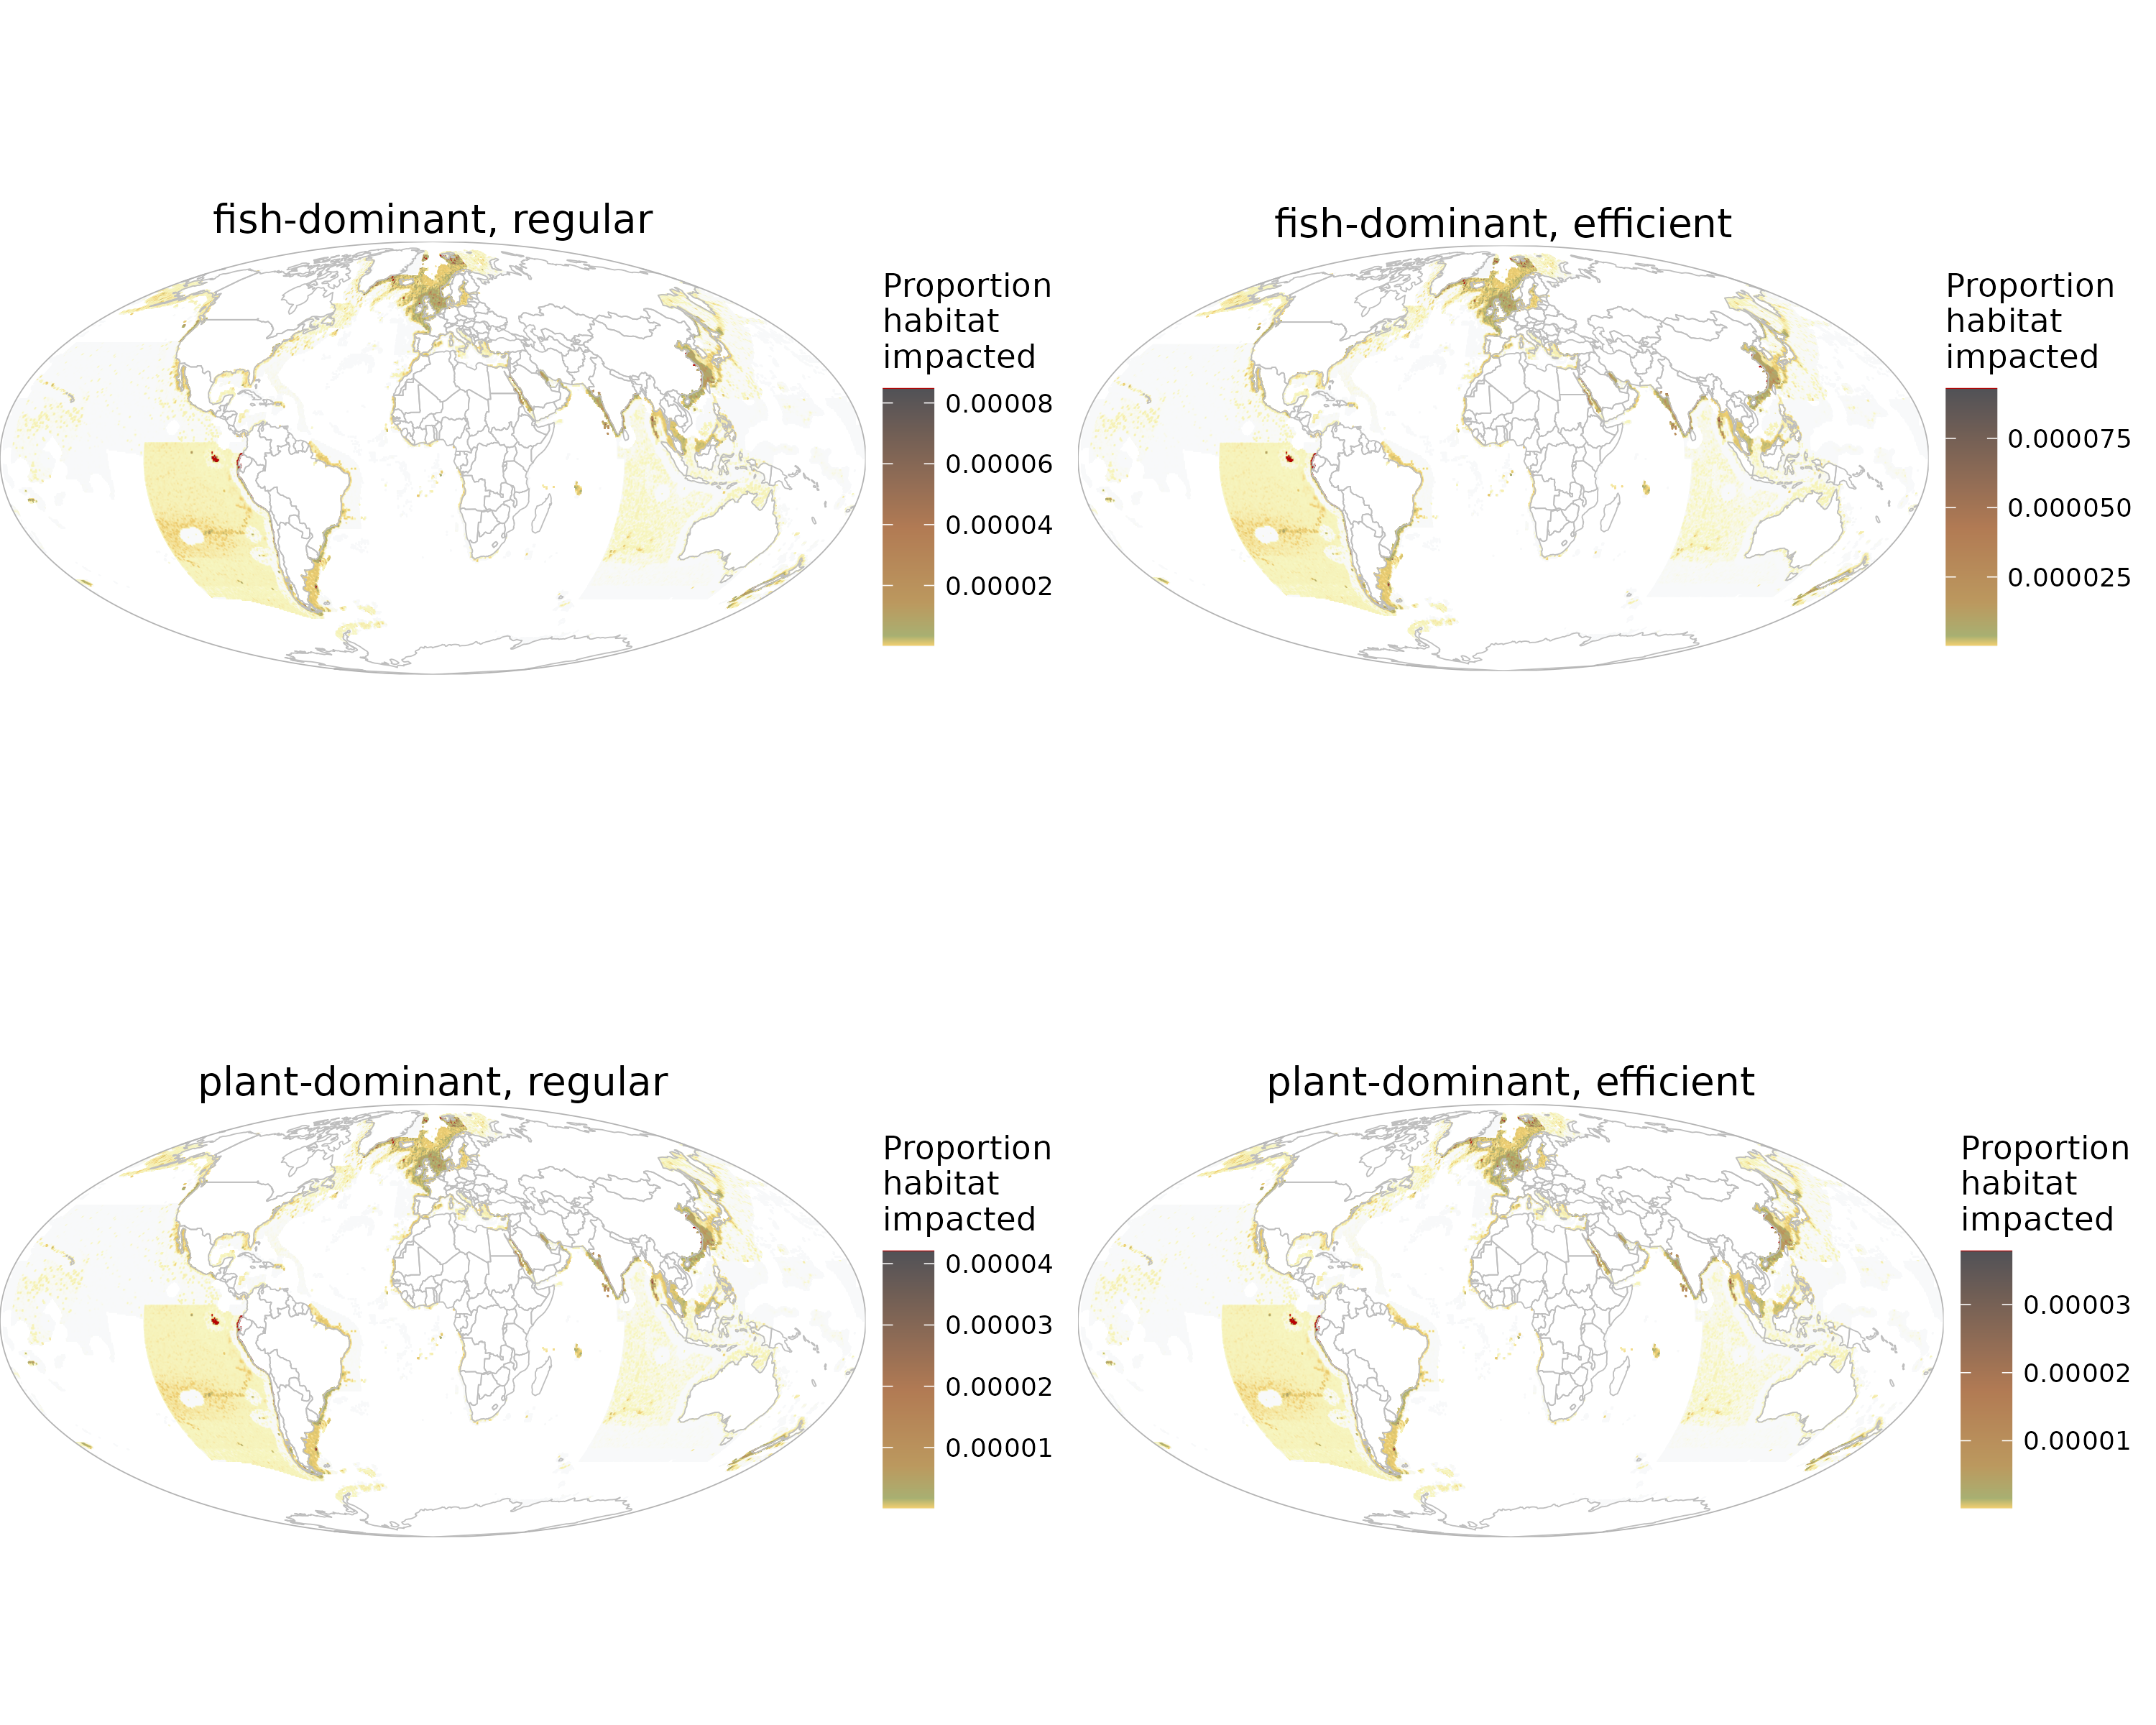 fish-dominant, regular
Proportion
habitat
impacted
0.00008
0.00006
0.00004
0.00002
fish-dominant, efficient
Proportion
habitat
impacted
0.000075
0.000050
0.000025
plant-dominant, regular
Proportion
habitat
impacted
0.00004
0.00003
0.00002
0.00001
plant-dominant, efficient
Proportion
habitat
impacted
0.00003
0.00002
0.00001